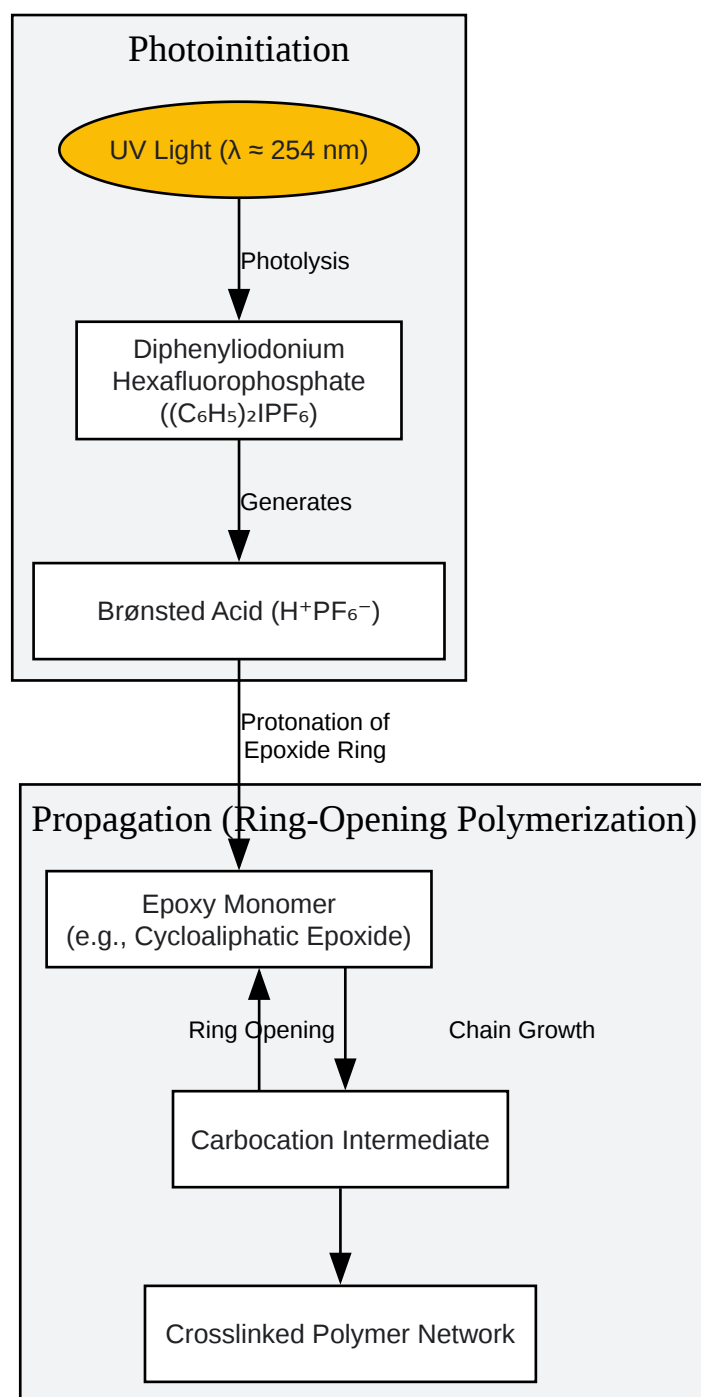 Photoinitiation
UV Light (λ ≈ 254 nm)
Photolysis
Diphenyliodonium
Hexafluorophosphate
((C₆H₅)₂IPF₆)
Generates
Brønsted Acid (H⁺PF₆⁻)
Protonation of
Epoxide Ring
Propagation (Ring-Opening Polymerization)
Epoxy Monomer
(e.g., Cycloaliphatic Epoxide)
Ring Opening
Chain Growth
Carbocation Intermediate
Crosslinked Polymer Network